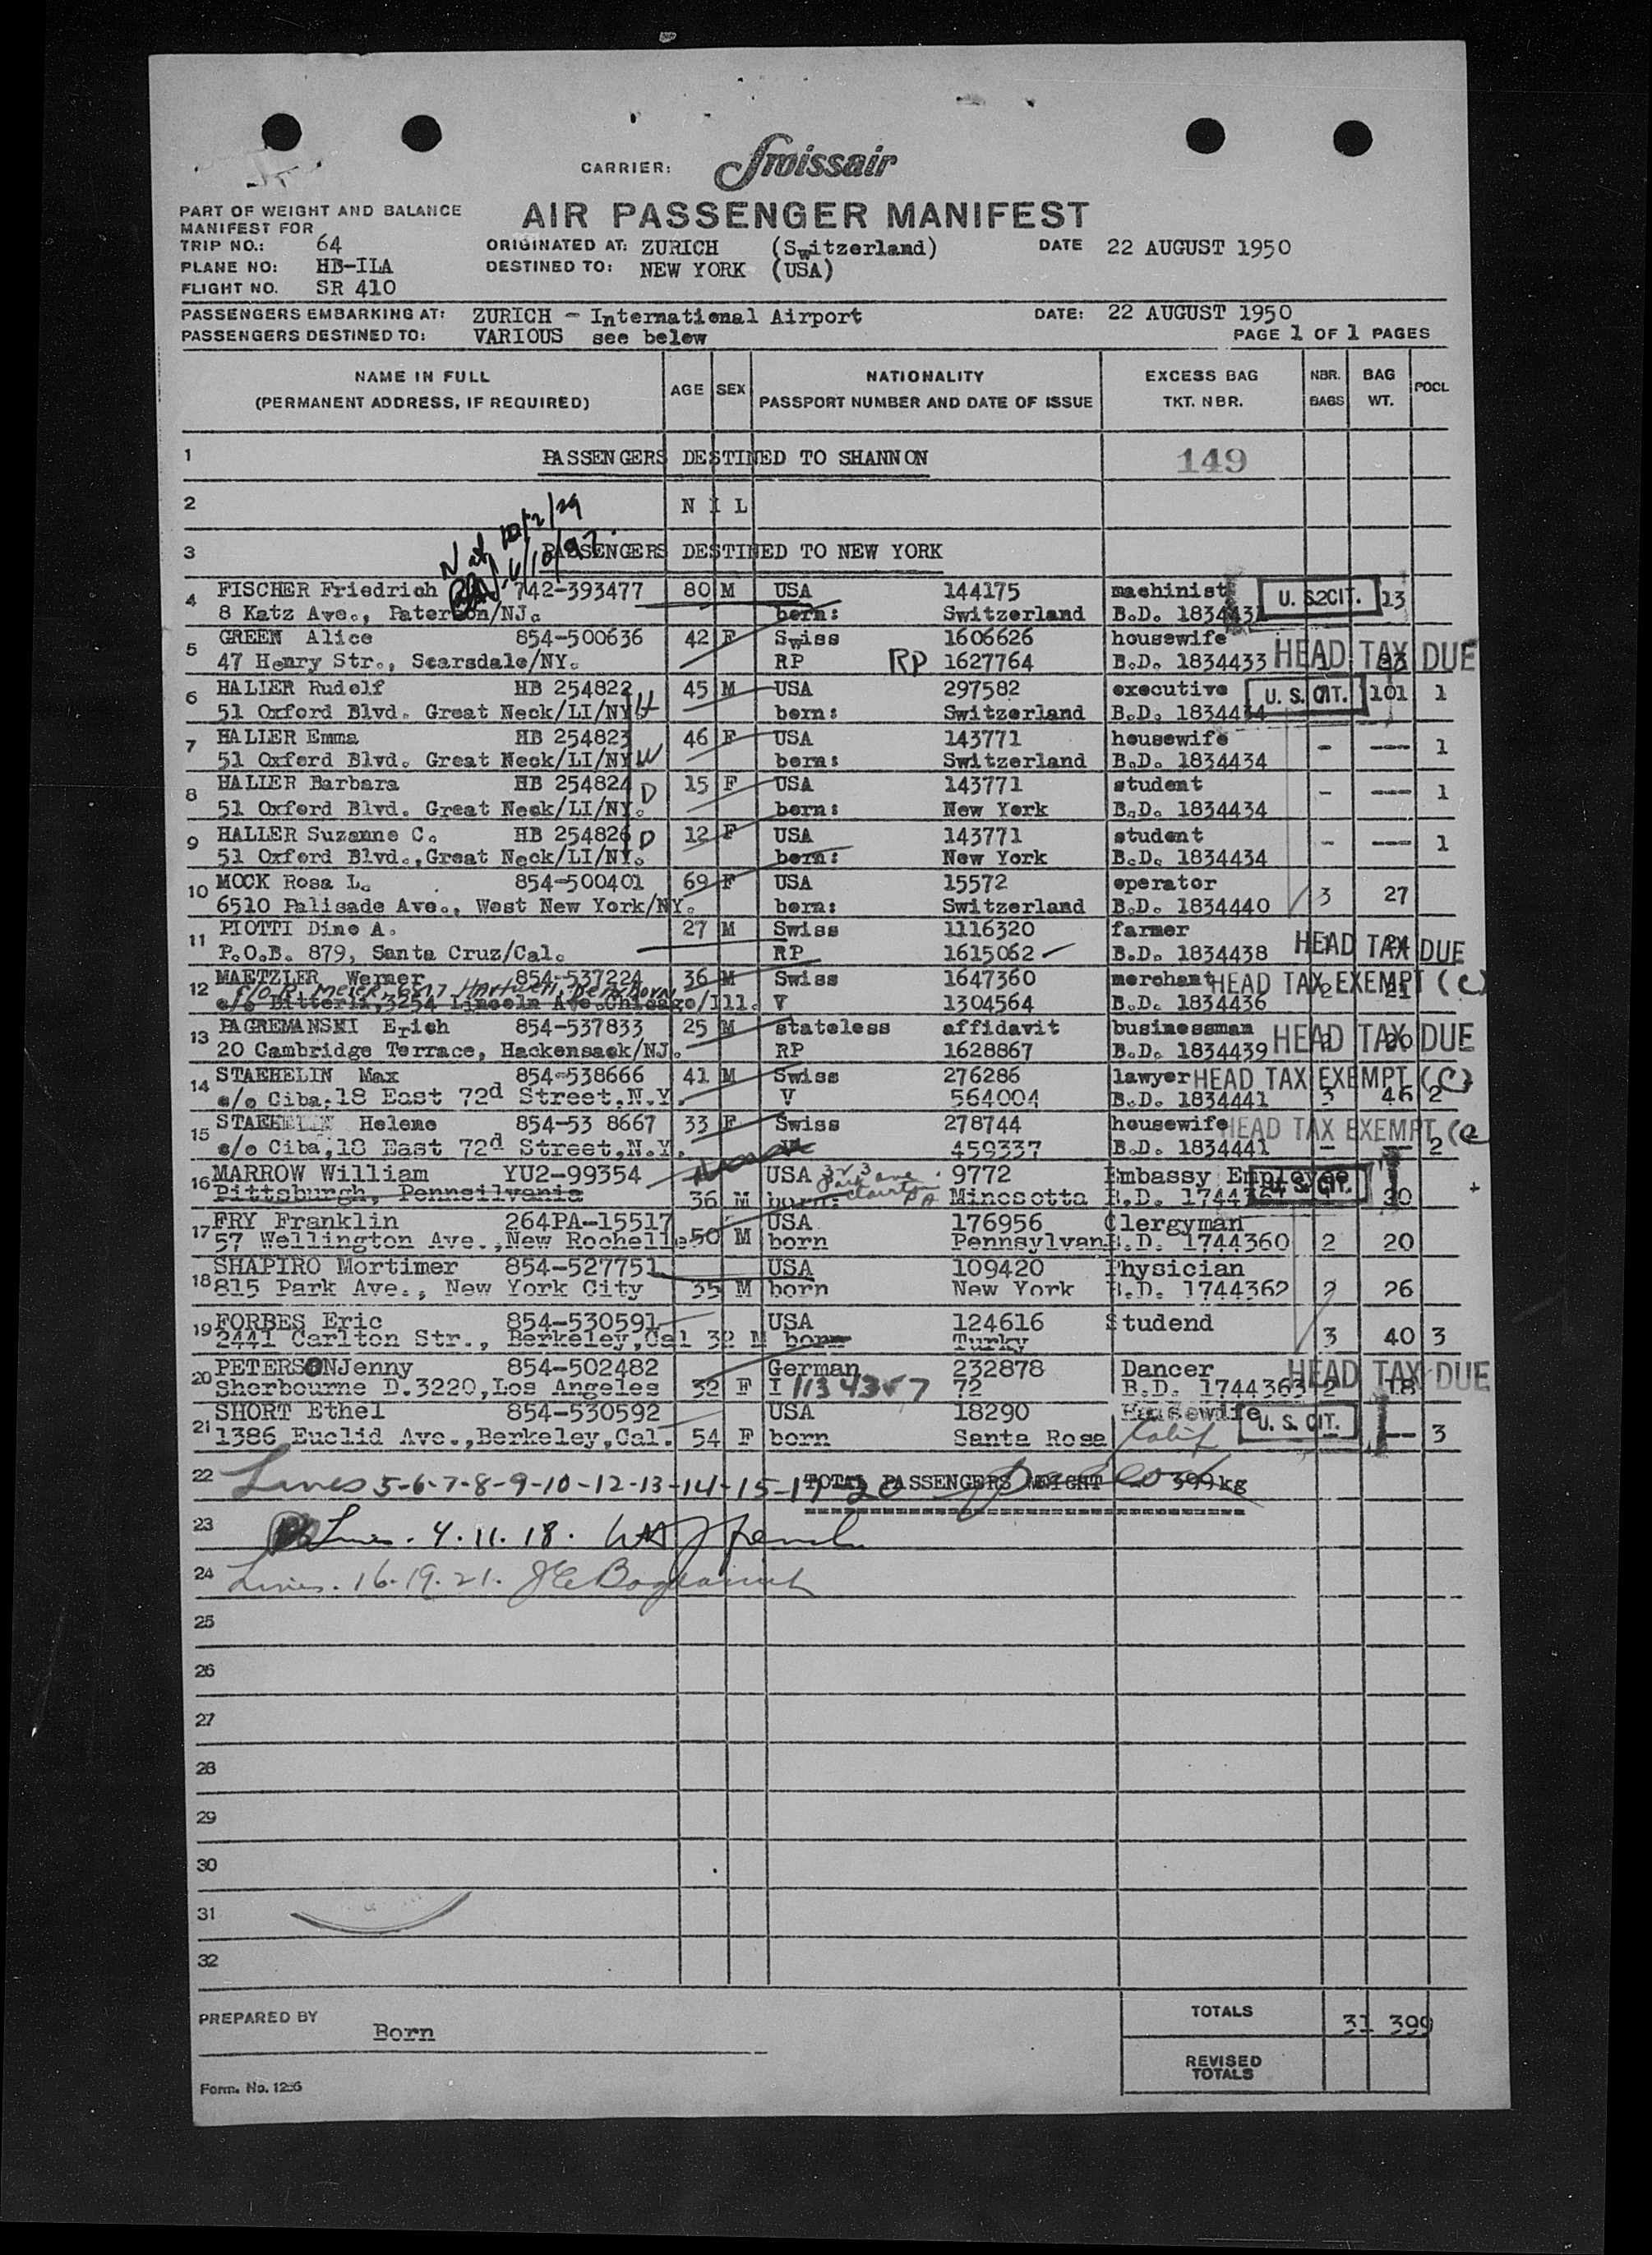 CARRIER: Swissair
PART OF WEIGHT AND BALANCE
MANIFEST FOR
AIR PASSENGER MANIFEST
TRIP NO.: 64 ORIGINATED AT: ZURICH (Switzerland) DATE 22 AUGUST 1950
PLANE NO: HB-ILA DESTINED TO: NEW YORK (USA)
FLIGHT NO. SR 410
PASSENGERS EMBARKING AT: ZURICH - International Airport DATE: 22 AUGUST 1950
PASSENGERS DESTINED TO: VARIOUS see below PAGE 1 OF 1 PAGES
NAME IN FULL AGE SEX NATIONALITY EXCESS BAG NBR. BAG POCL
(PERMANENT ADDRESS, IF REQUIRED) PASSPORT NUMBER AND DATE OF ISSUE TKT. NBR. BAGS WT.
1 PASSENGERS DESTINED TO SHANNON 149
2 N I L
3 PASSENGERS DESTINED TO NEW YORK
Nat
4 FISCHER Friedrich 742-393477 80 M USA 144175 machinist U. S. CIT. 2 13
8 Katz Ave., Paterson/NJ. born: Switzerland B.D. 1834431
5 GREEN Alice 854-500636 42 F Swiss 1606626 housewife HEAD TAX DUE
47 Henry Str., Scarsdale/NY. RP RP 1627764 B.D. 1834433
6 HALLER Rudolf HB 254822 H 45 M USA 297582 executive U. S. CIT. 101 1
51 Oxford Blvd. Great Neck/LI/NY. born: Switzerland B.D. 1834434
7 HALLER Emma HB 254823 W 46 F USA 143771 housewife - --- 1
51 Oxford Blvd. Great Neck/LI/NY. born: Switzerland B.D. 1834434
8 HALLER Barbara HB 254824 D 15 F USA 143771 student - --- 1
51 Oxford Blvd. Great Neck/LI/NY. born: New York B.D. 1834434
9 HALLER Suzanne C. HB 254826 D 12 F USA 143771 student - --- 1
51 Oxford Blvd., Great Neck/LI/NY. born: New York B.D. 1834434
10 MOCK Rosa L. 854-500401 69 F USA 15572 operator 3 27
6510 Palisade Ave., West New York/NY. born: Switzerland B.D. 1834440
11 PIOTTI Dino A. 27 M Swiss 1116320 farmer HEAD TAX DUE
P.O.B. 879, Santa Cruz/Cal. RP 1615062 B.D. 1834438
12 MAETZLER Werner 854-537224 36 M Swiss 1647360 merchant HEAD TAX EXEMPT (C)
c/o R. Meier
c/o Bitterli, 3254 Lincoln Ave. Chicago/Ill. V 1304564 B.D. 1834436 2 21
13 PAGREMANSKI Erich 854-537833 25 M stateless affidavit businessman HEAD TAX DUE
20 Cambridge Terrace, Hackensack/NJ. RP 1628867 B.D. 1834439
14 STAEHELIN Max 854-538666 41 M Swiss 276286 lawyer HEAD TAX EXEMPT (C)
c/o Ciba, 18 East 72d Street, N.Y. V 564004 B.D. 1834441 3 46 2
15 STAEHELIN Helene 854-53 8667 33 F Swiss 278744 housewife HEAD TAX EXEMPT (C
c/o Ciba, 18 East 72d Street, N.Y. V 459337 B.D. 1834441 2
16 MARROW William YU2-99354 USA 9772 Embassy Employee U. S. CIT.
Pittsburgh, Pennsilvania 36 M born: Minesotta
17 FRY Franklin 264PA-15517 USA 176956 Clergyman
57 Wellington Ave., New Rochelle 50 M born Pennsylvan B.D. 1744360 2 20
18 SHAPIRO Mortimer 854-527751 USA 109420 Physician
815 Park Ave., New York City 35 M born New York B.D. 1744362 2 26
19 FORBES Eric 854-530591 USA 124616 Studend
2441 Carlton Str., Berkeley, Cal 32 M born Turky 3 40 3
20 PETERSON Jenny 854-502482 German 232878 Dancer HEAD TAX DUE
Sherbourne D. 3220, Los Angeles 32 F I 72 B.D. 1744363 2 18
21 SHORT Ethel 854-530592 USA 18290 Housewife U. S. CIT.
1386 Euclid Ave., Berkeley, Cal. 54 F born Santa Rosa Calif -- 3
22 Lines 5-6-7-8-9-10-12-13-14-15-17-20 TOTAL PASSENGERS WEIGHT 399kg
23 Lines. 4. 11. 18.
24 Lines. 16. 19. 21.
25
26
27
28
29
30
31
32
PREPARED BY Born TOTALS 31 399
REVISED
TOTALS
Form. No. 126